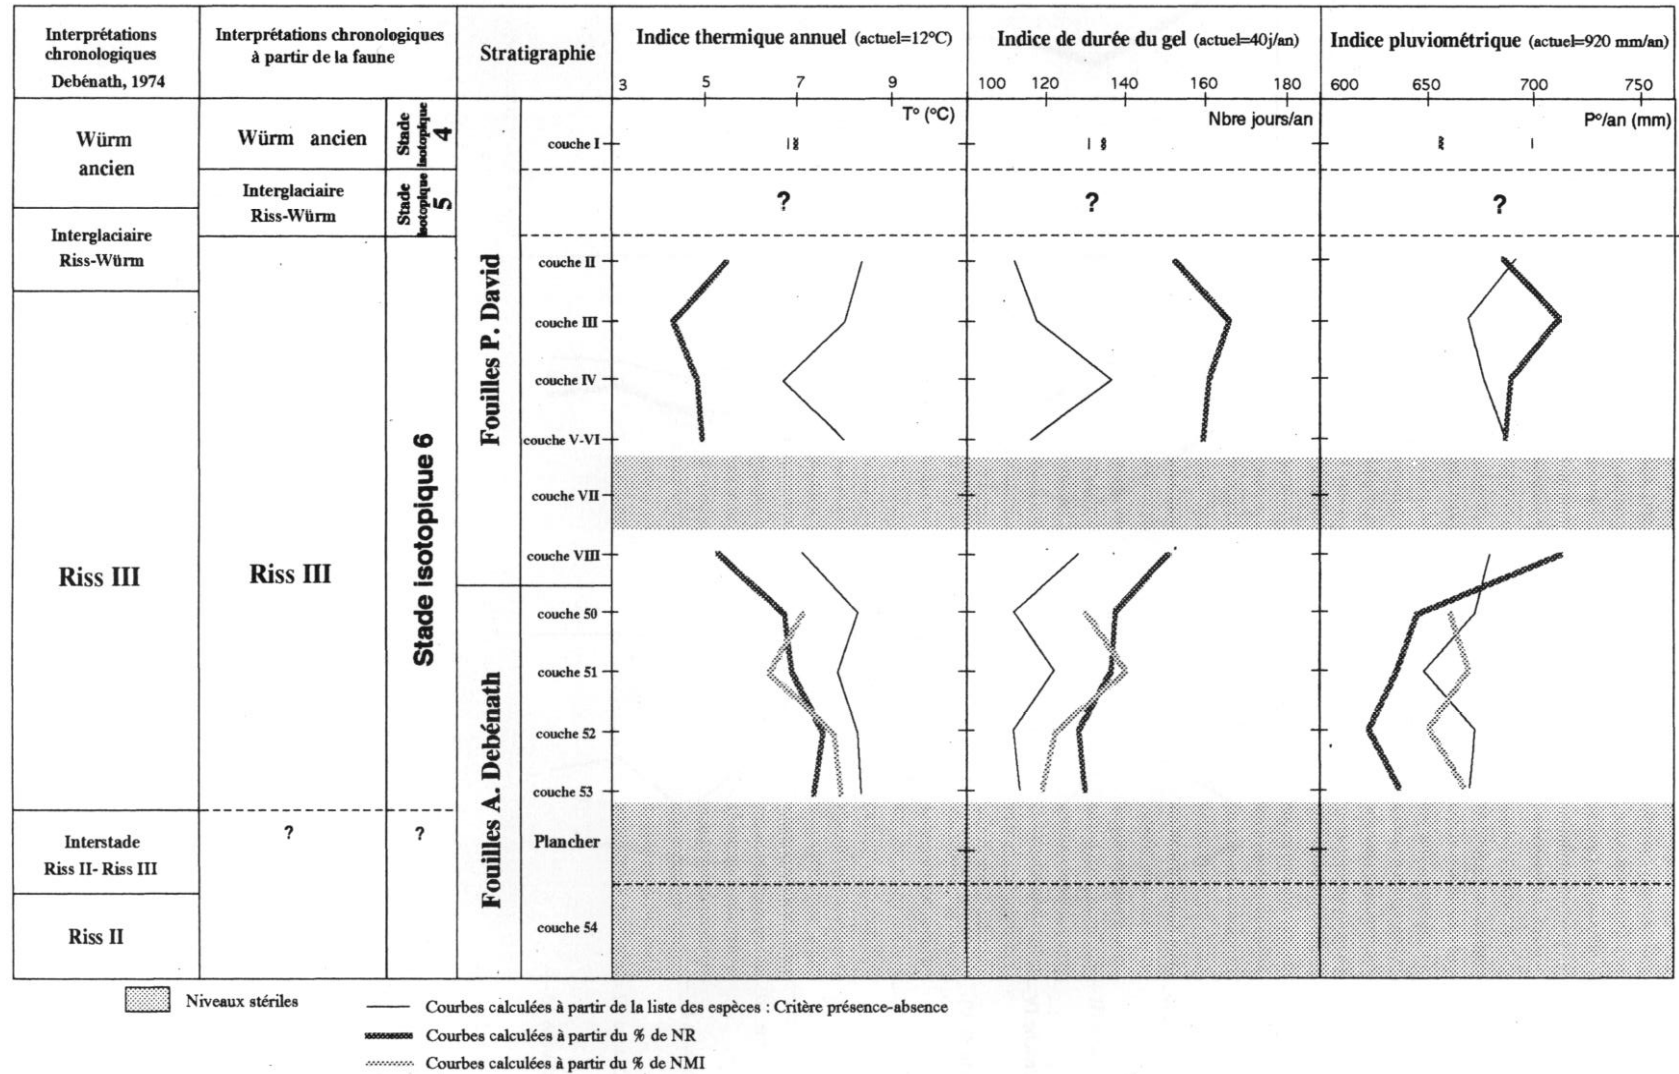 Interprétations
chronologiques
Debénath, 1974
Interprétations chronologiques
à partir de la faune
Stratigraphie
Indice thermique annuel (actuel=12°C)
3 5 7 9
T° (°C)
Indice de durée du gel (actuel=40j/an)
100 120 140 160 180
Nbre jours/an
Indice pluviométrique (actuel=920 mm/an)
600 650 700 750
P°/an (mm)
Würm
ancien
Interglaciaire
Riss-Würm
Riss III
Interstade
Riss II- Riss III
Riss II
Würm ancien
Interglaciaire
Riss-Würm
Riss III
?
Stade
isotopique
4
Stade
isotopique
5
Stade isotopique 6
?
Fouilles P. David
Fouilles A. Debénath
couche I
? ? ?
couche II
couche III
couche IV
couche V-VI
couche VII
couche VIII
couche 50
couche 51
couche 52
couche 53
Plancher
couche 54
Niveaux stériles
Courbes calculées à partir de la liste des espèces : Critère présence-absence
Courbes calculées à partir du % de NR
Courbes calculées à partir du % de NMI